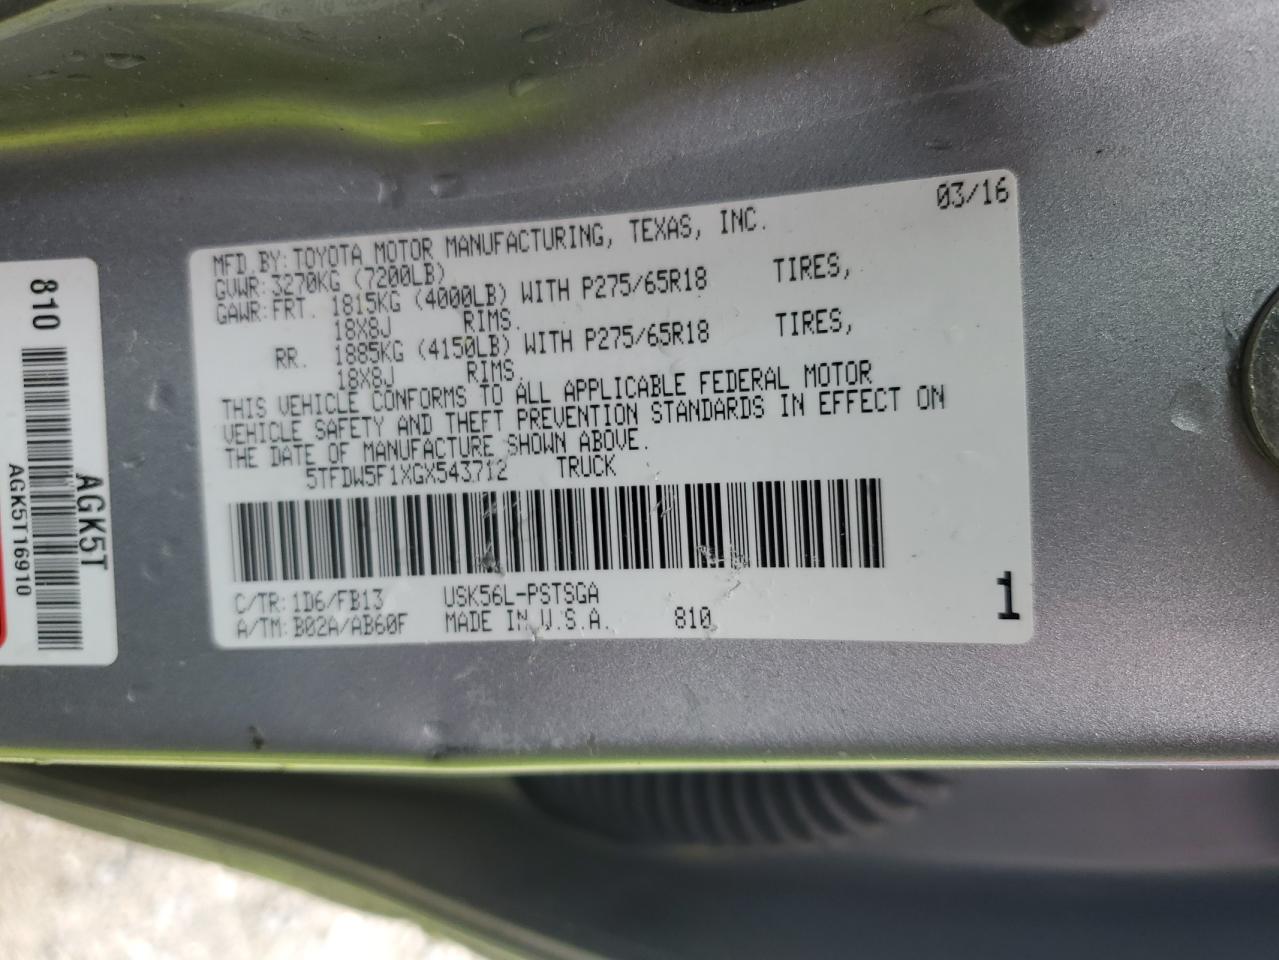 03/16
MFD.BY:TOYOTA MOTOR MANUFACTURING, TEXAS, INC.
GVWR:3270KG (7200LB)
GAWR:FRT. 1815KG (4000LB) WITH P275/65R18 TIRES,
18X8J RIMS.
RR. 1885KG (4150LB) WITH P275/65R18 TIRES,
18X8J RIMS.
THIS VEHICLE CONFORMS TO ALL APPLICABLE FEDERAL MOTOR
VEHICLE SAFETY AND THEFT PREVENTION STANDARDS IN EFFECT ON
THE DATE OF MANUFACTURE SHOWN ABOVE.
5TFDW5F1XGX543712 TRUCK
C/TR:1D6/FB13 USK56L-PSTSGA
A/TM:B02A/AB60F MADE IN U.S.A. 810
1
810
AGK5T
AGK5T16910